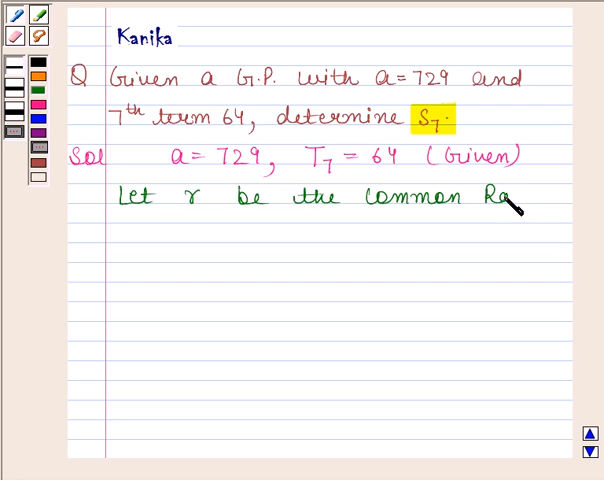 Kanika
Q Given a G.P. with a = 729 and
7th term 64, determine S7.
Sol a = 729, T7 = 64 (Given)
Let r be the common Ra